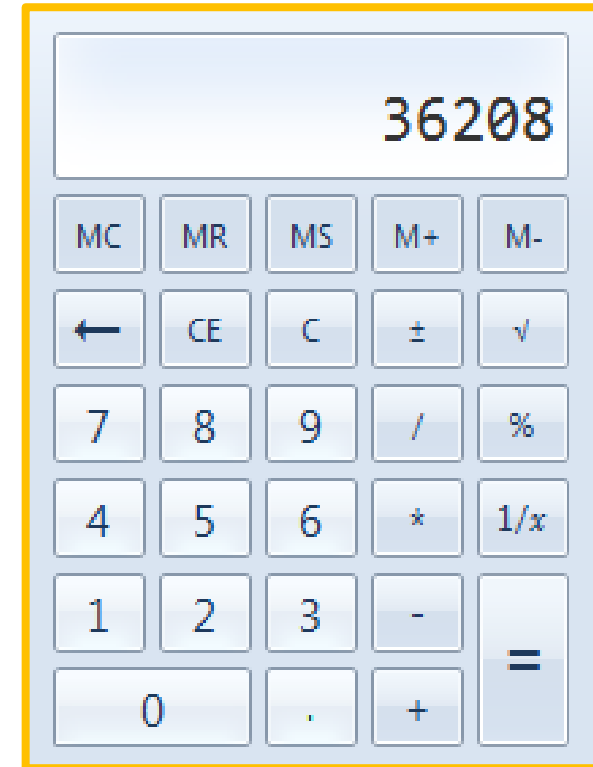 36208
MC MR MS M+ M-
← CE C ± √
7 8 9 / %
4 5 6 * 1/x
1 2 3 - =
0 . +